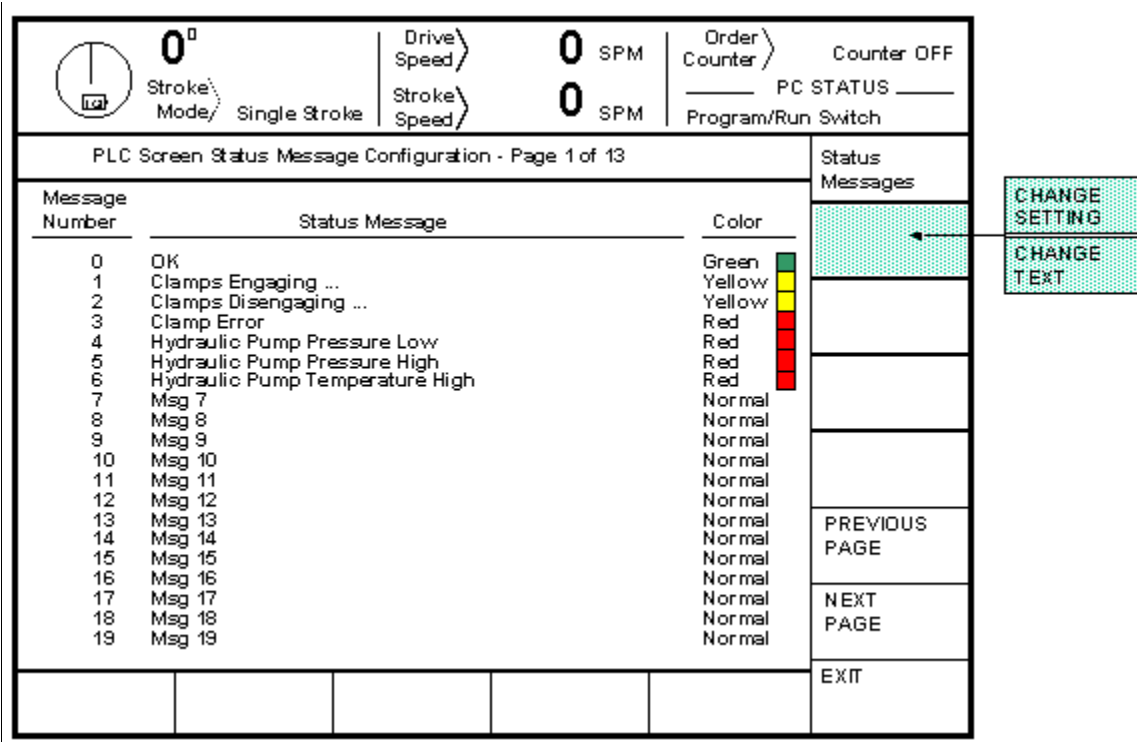 0°
Stroke
Mode
Single Stroke
Drive
Speed
0 SPM
Stroke
Speed
0 SPM
Order
Counter
Counter OFF
PC STATUS
Program/Run Switch
PLC Screen Status Message Configuration - Page 1 of 13
Status
Messages
Message
Number Status Message Color
0 OK Green
1 Clamps Engaging ... Yellow
2 Clamps Disengaging ... Yellow
3 Clamp Error Red
4 Hydraulic Pump Pressure Low Red
5 Hydraulic Pump Pressure High Red
6 Hydraulic Pump Temperature High Red
7 Msg 7 Normal
8 Msg 8 Normal
9 Msg 9 Normal
10 Msg 10 Normal
11 Msg 11 Normal
12 Msg 12 Normal
13 Msg 13 Normal
14 Msg 14 Normal
15 Msg 15 Normal
16 Msg 16 Normal
17 Msg 17 Normal
18 Msg 18 Normal
19 Msg 19 Normal
PREVIOUS
PAGE
NEXT
PAGE
EXIT
CHANGE
SETTING
CHANGE
TEXT